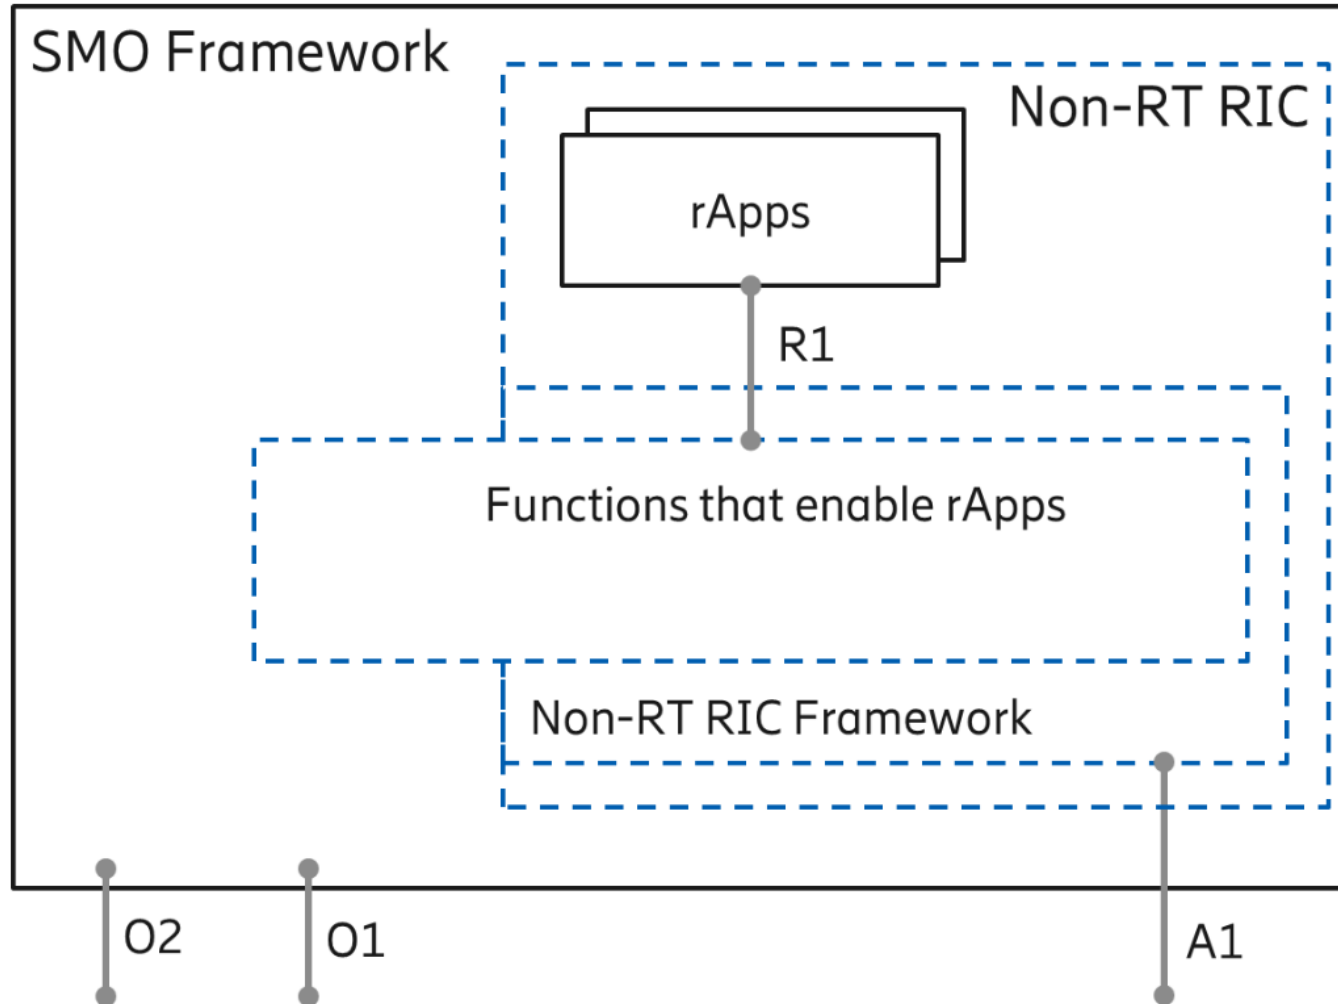 SMO Framework
Non-RT RIC
rApps
R1
Functions that enable rApps
Non-RT RIC Framework
O2
O1
A1